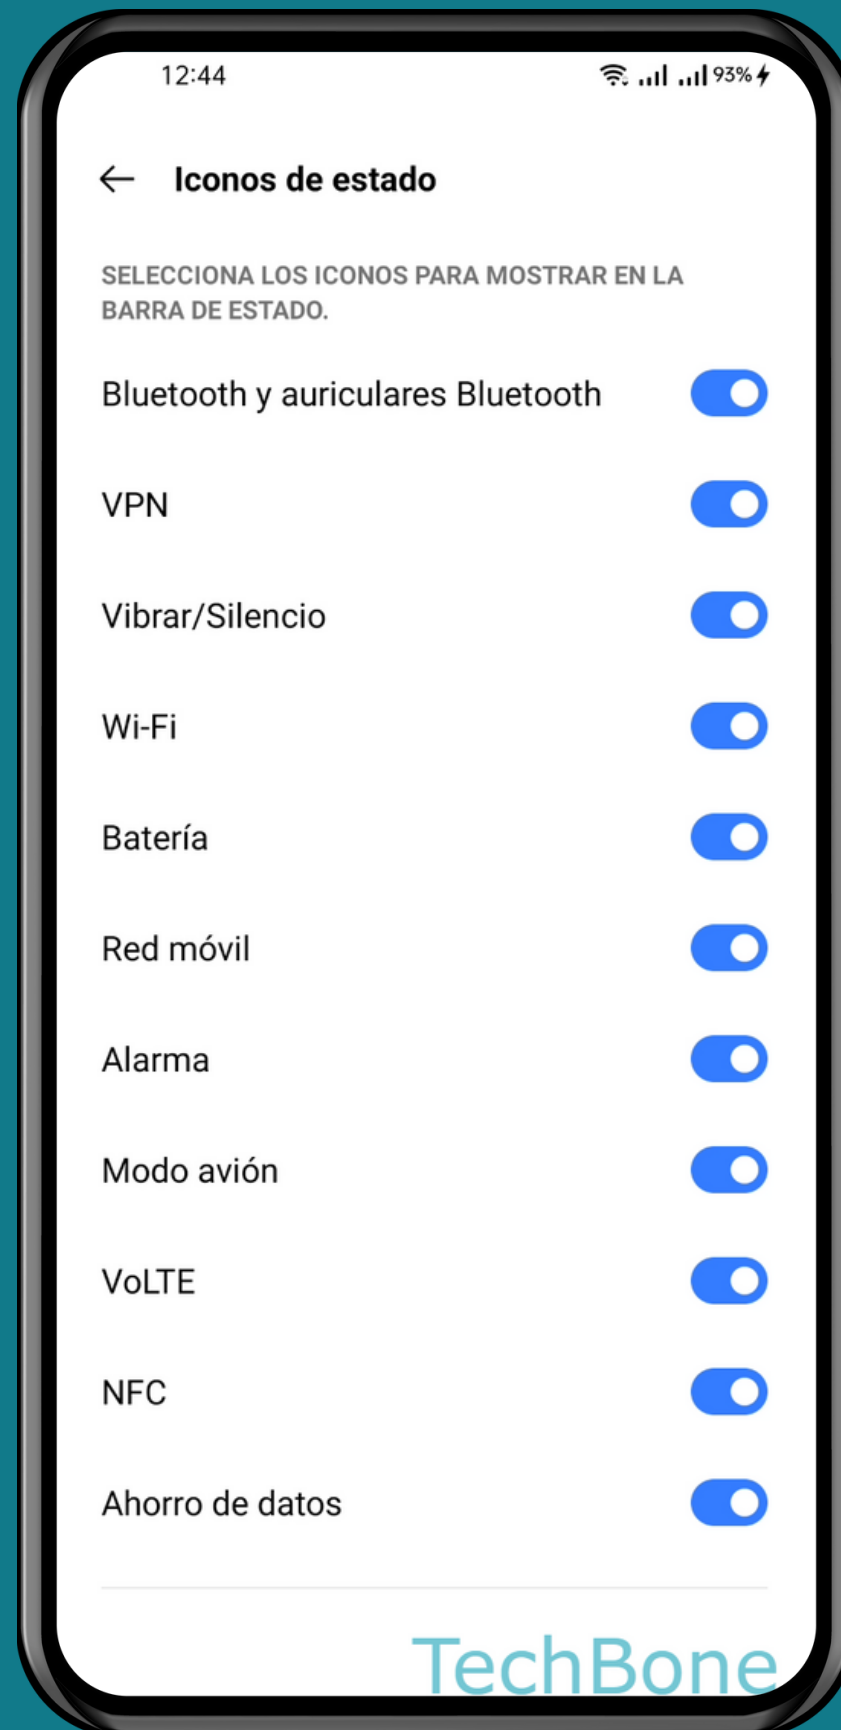 12:44 93%
Iconos de estado
SELECCIONA LOS ICONOS PARA MOSTRAR EN LA
BARRA DE ESTADO.
Bluetooth y auriculares Bluetooth
VPN
Vibrar/Silencio
Wi-Fi
Batería
Red móvil
Alarma
Modo avión
VoLTE
NFC
Ahorro de datos
TechBone